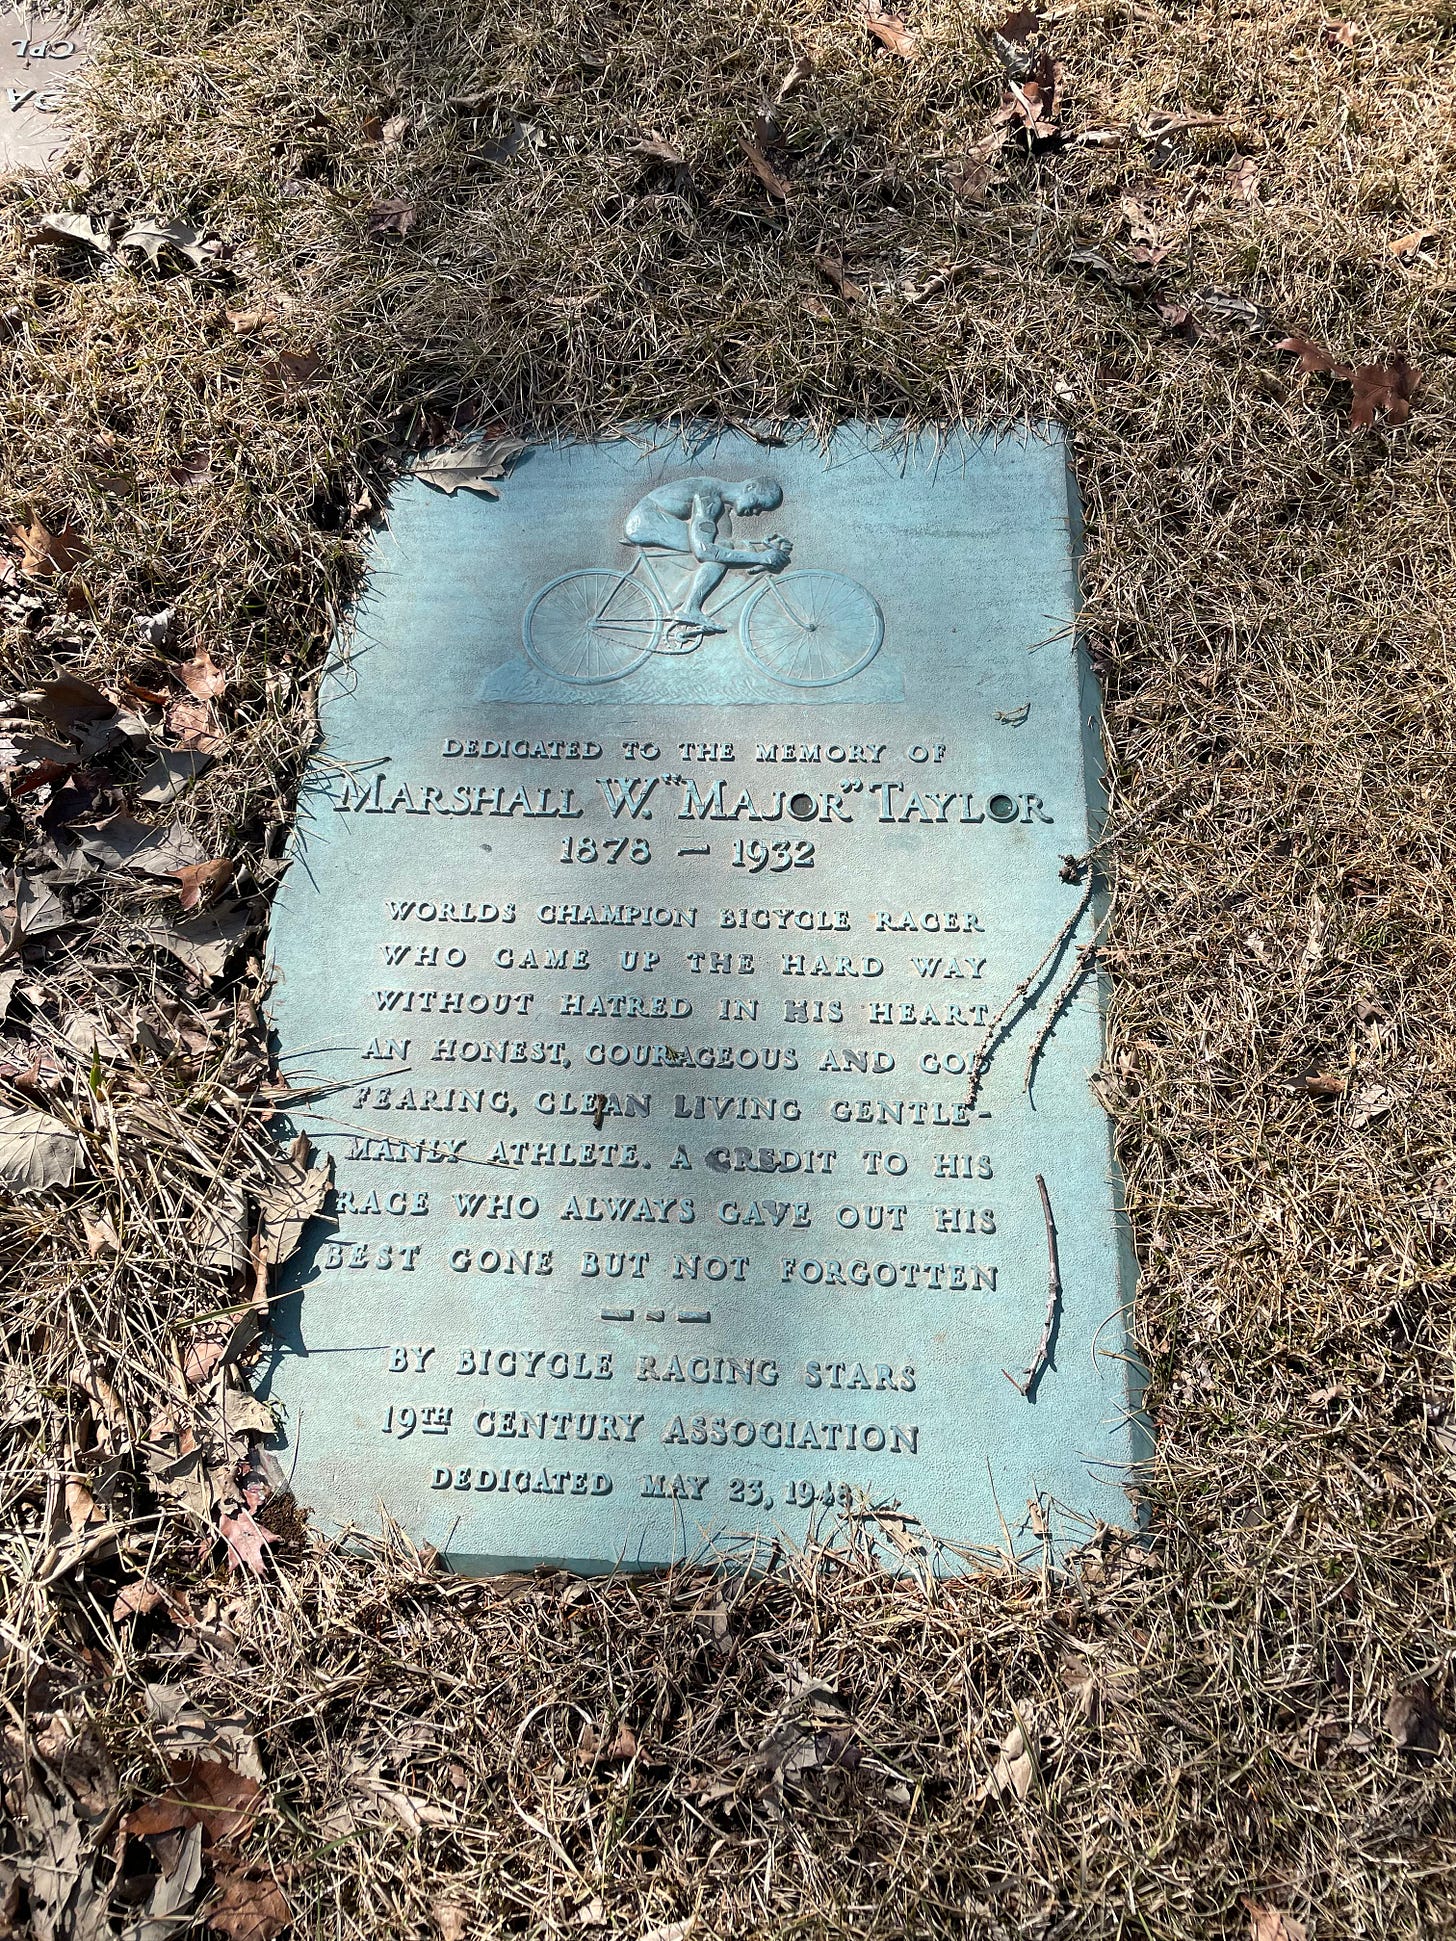 CPL
DEDICATED TO THE MEMORY OF
MARSHALL W. "MAJOR" TAYLOR
1878 — 1932
WORLDS CHAMPION BICYCLE RACER
WHO CAME UP THE HARD WAY
WITHOUT HATRED IN HIS HEART
AN HONEST, COURAGEOUS AND GOD
FEARING, CLEAN LIVING GENTLE-
MANLY ATHLETE. A CREDIT TO HIS
RACE WHO ALWAYS GAVE OUT HIS
BEST GONE BUT NOT FORGOTTEN
BY BICYCLE RACING STARS
19TH CENTURY ASSOCIATION
DEDICATED MAY 23, 1948